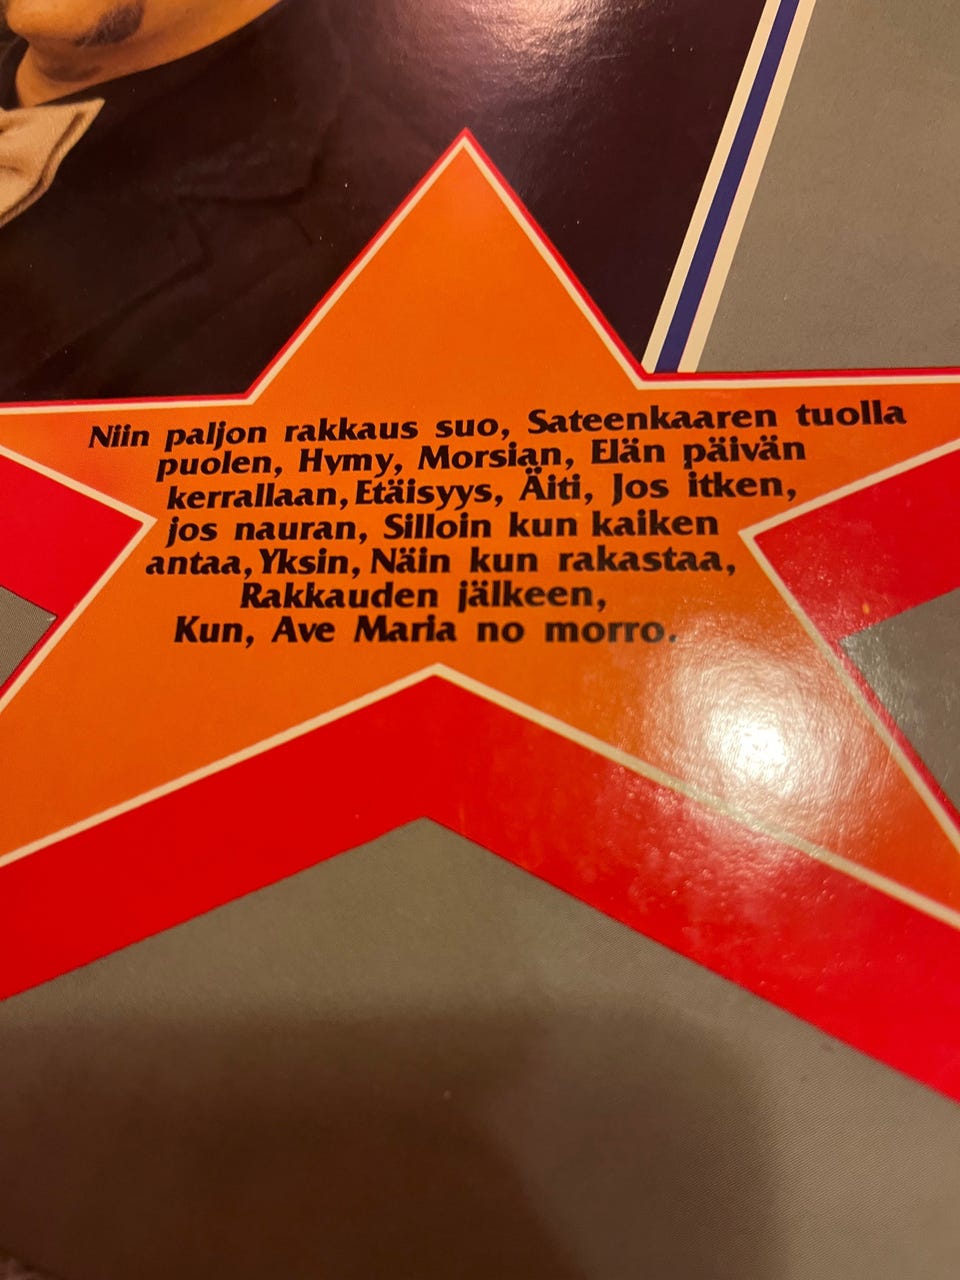 Niin paljon rakkaus suo, Sateenkaaren tuolla
puolen, Hymy, Morsian, Elän päivän
kerrallaan, Etäisyys, Äiti, Jos itken,
jos nauran, Silloin kun kaiken
antaa, Yksin, Näin kun rakastaa,
Rakkauden jälkeen,
Kun, Ave Maria no morro.